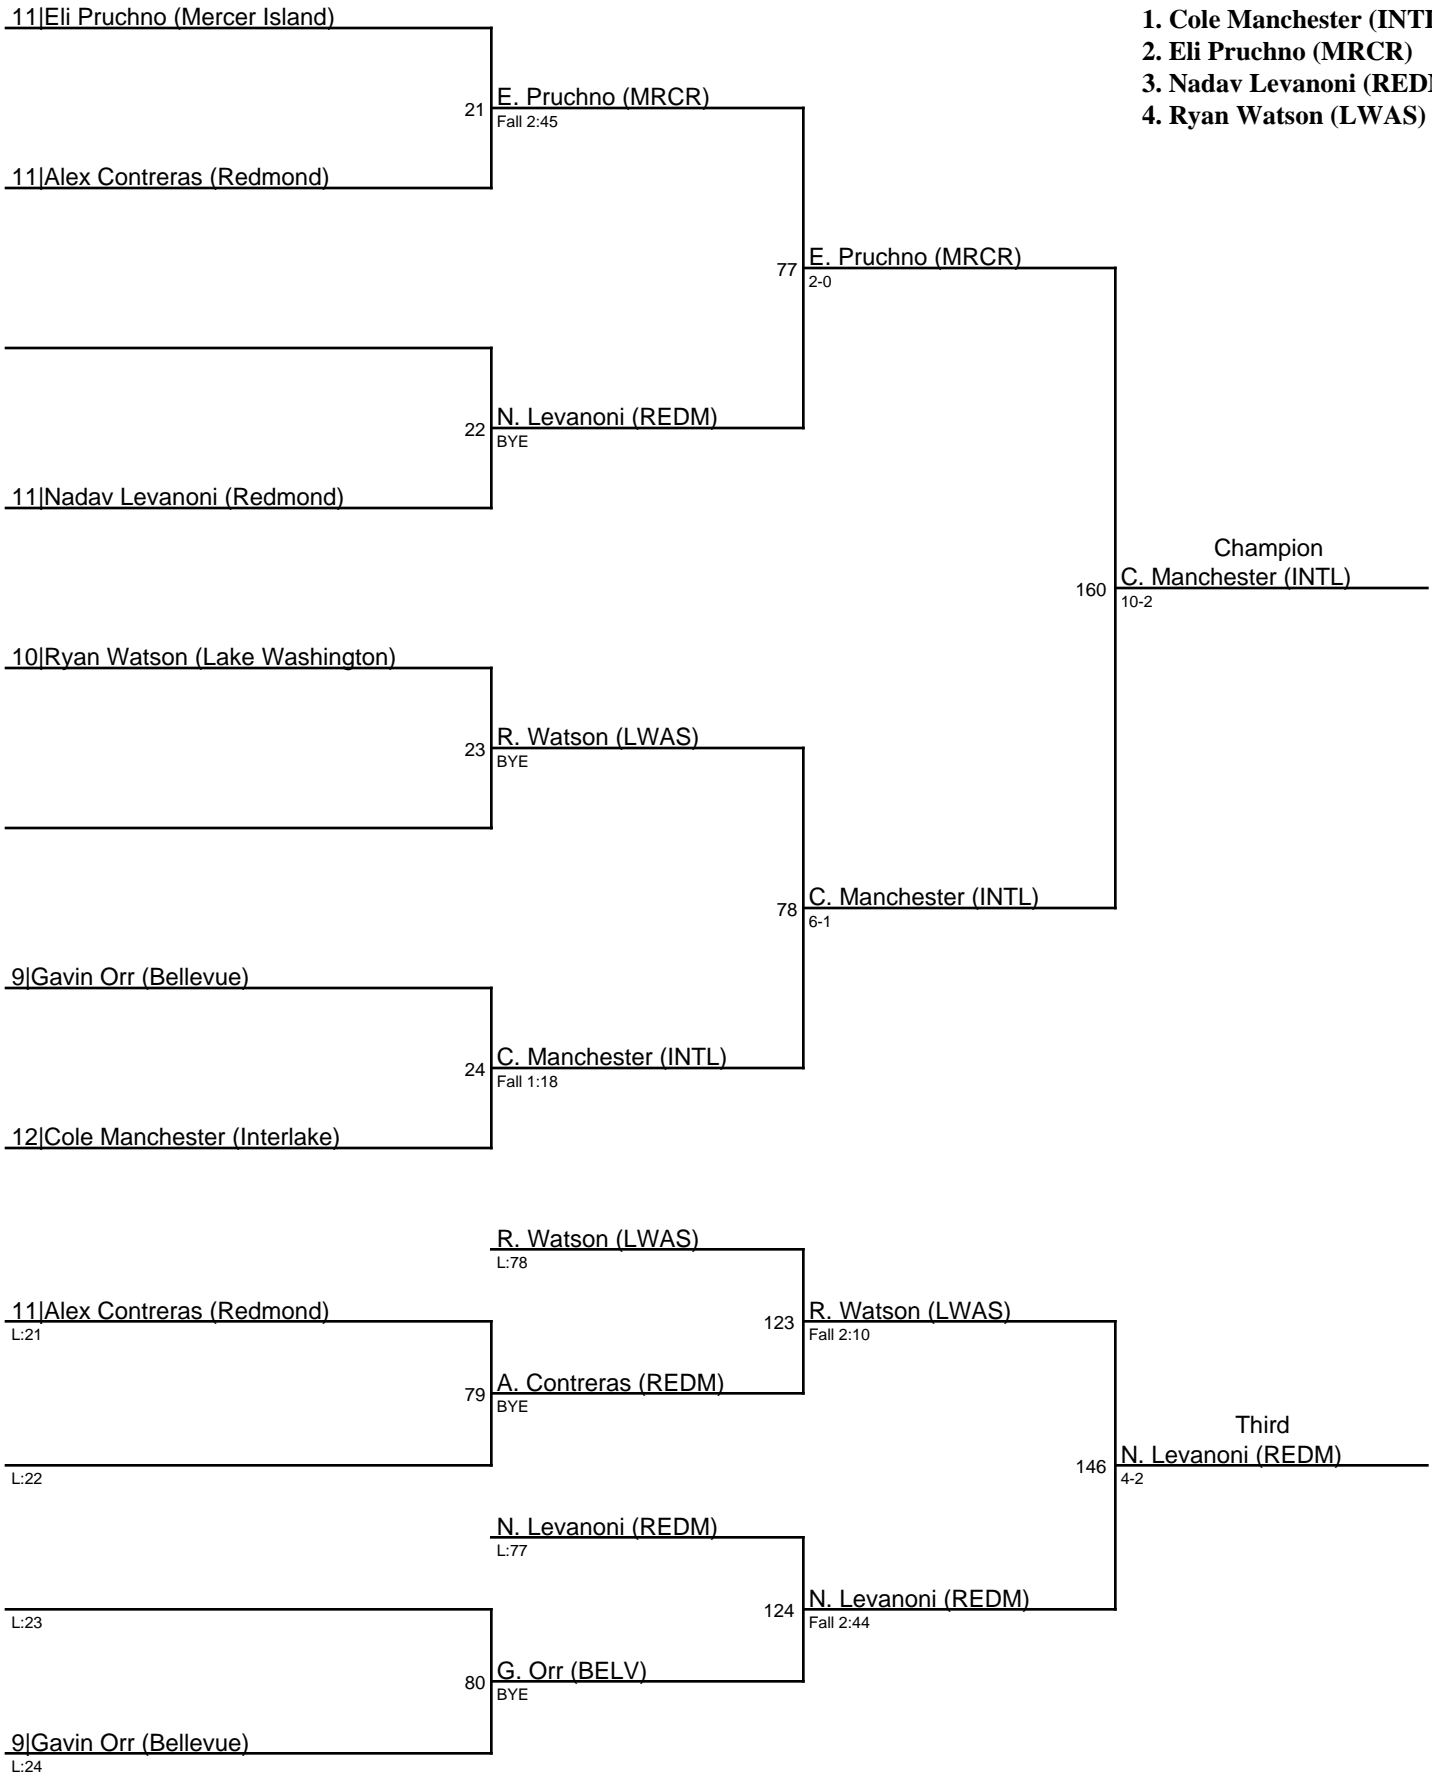 11|Eli Pruchno (Mercer Island)
1. Cole Manchester (INTL
2. Eli Pruchno (MRCR)
3. Nadav Levanoni (REDM
4. Ryan Watson (LWAS)
E. Pruchno (MRCR)
21
Fall 2:45
11|Alex Contreras (Redmond)
E. Pruchno (MRCR)
77
2-0
N. Levanoni (REDM)
22
BYE
11|Nadav Levanoni (Redmond)
Champion
C. Manchester (INTL)
160
10-2
10|Ryan Watson (Lake Washington)
R. Watson (LWAS)
23
BYE
C. Manchester (INTL)
78
6-1
9|Gavin Orr (Bellevue)
C. Manchester (INTL)
24
Fall 1:18
12|Cole Manchester (Interlake)
R. Watson (LWAS)
L:78
11|Alex Contreras (Redmond)
L:21
R. Watson (LWAS)
123
Fall 2:10
A. Contreras (REDM)
79
BYE
Third
N. Levanoni (REDM)
146
4-2
L:22
N. Levanoni (REDM)
L:77
N. Levanoni (REDM)
124
Fall 2:44
L:23
G. Orr (BELV)
80
BYE
9|Gavin Orr (Bellevue)
L:24